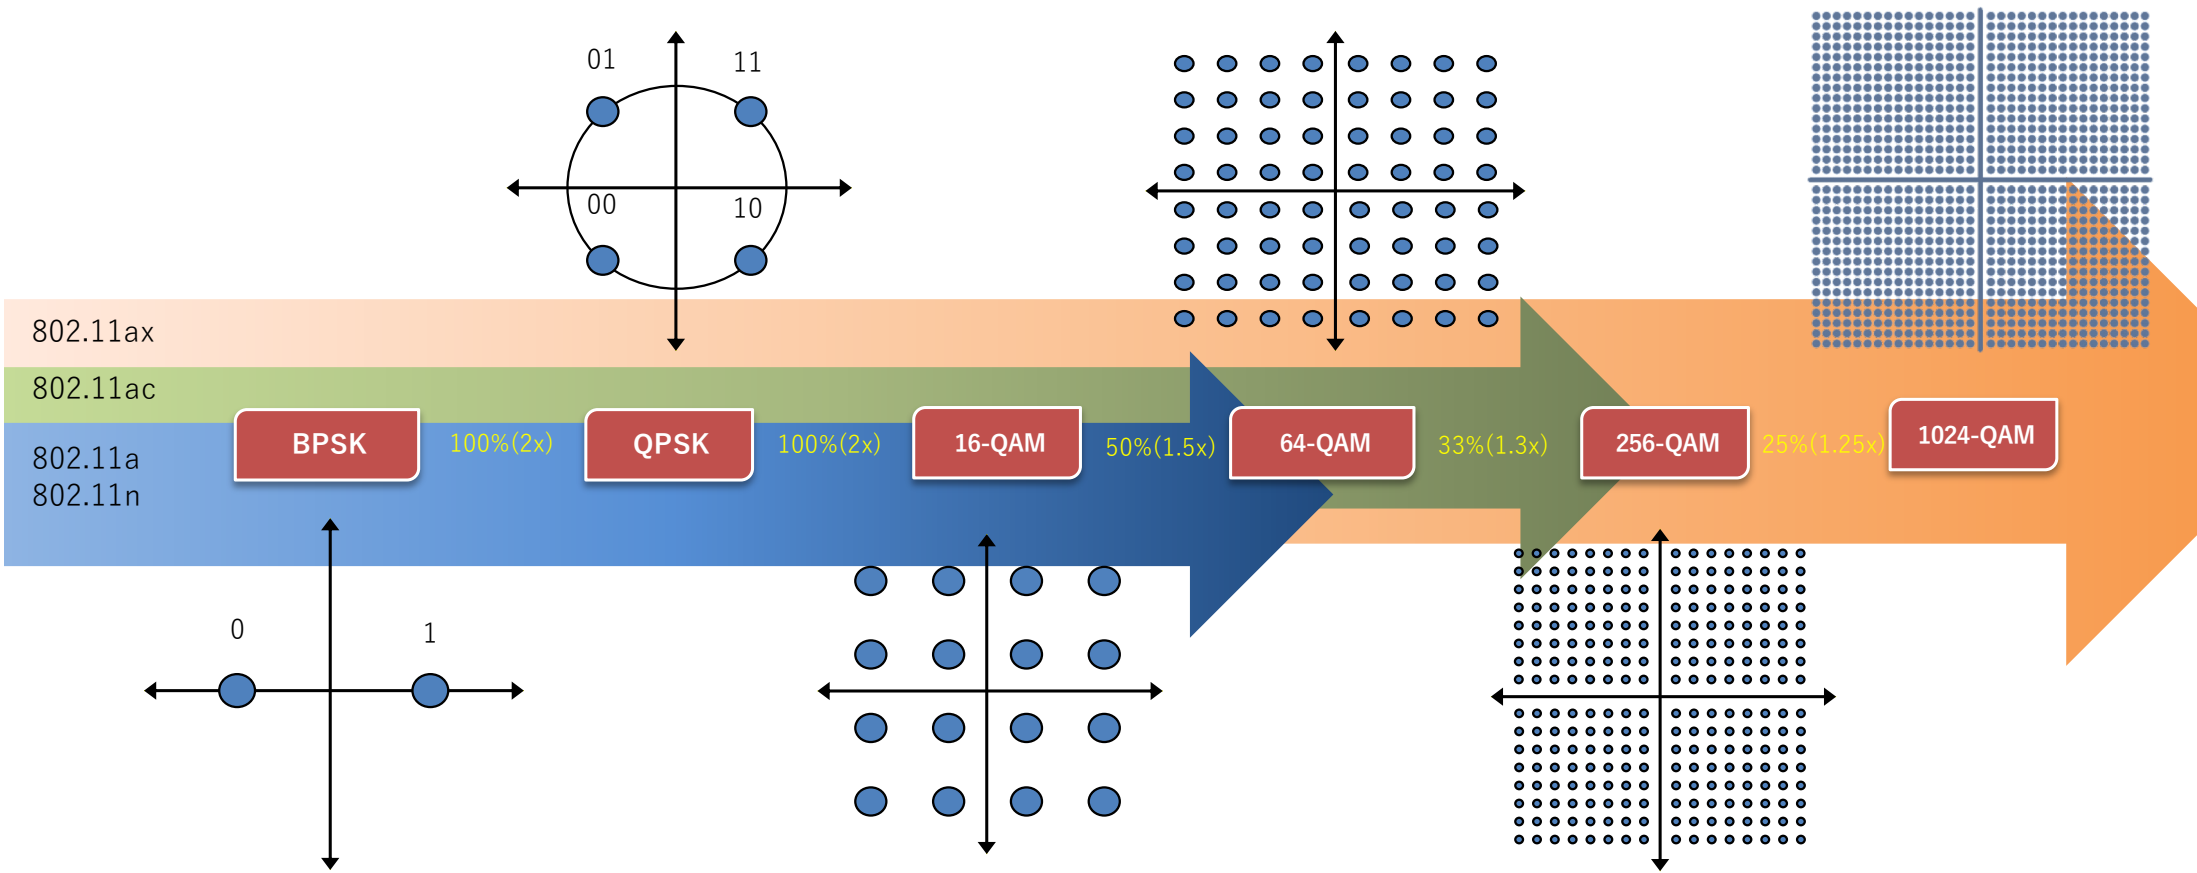 01
11
00
10
802.11ax
802.11ac
802.11a
802.11n
BPSK
100%(2x)
QPSK
100%(2x)
16-QAM
50%(1.5x)
64-QAM
33%(1.3x)
256-QAM
25%(1.25x)
1024-QAM
0
1